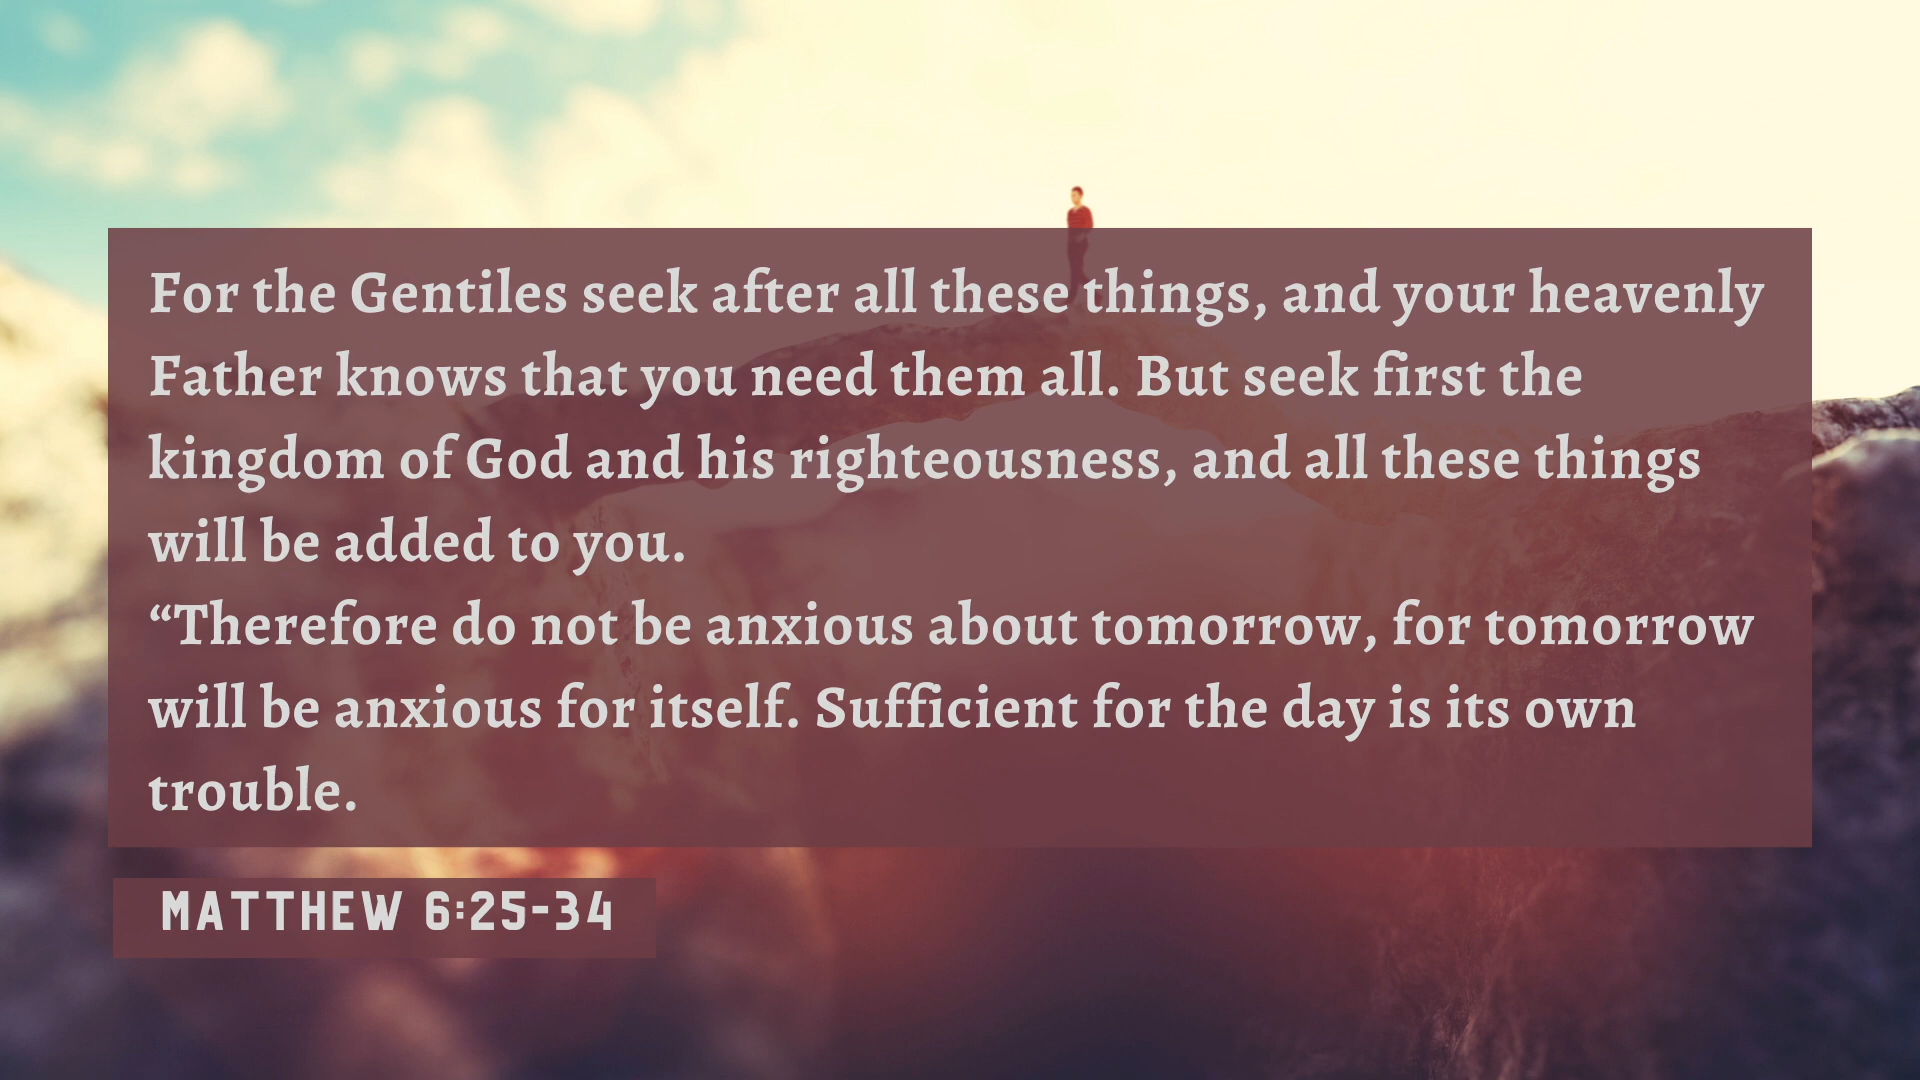 For the Gentiles seek after all these things, and your heavenly
Father knows that you need them all. But seek first the
kingdom of God and his righteousness, and all these things
will be added to you.
“Therefore do not be anxious about tomorrow, for tomorrow
will be anxious for itself. Sufficient for the day is its own
trouble.
MATTHEW 6:25-34